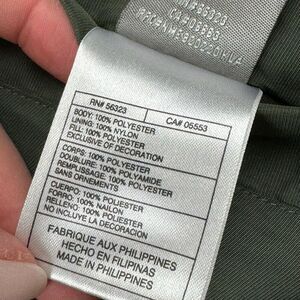 RN# 56323
CA# 05553
BODY: 100% POLYESTER
LINING: 100% NYLON
FILL: 100% POLYESTER
EXCLUSIVE OF DECORATION
CORPS: 100% POLYESTER
DOUBLURE: 100% POLYAMIDE
REMPLISSAGE: 100% POLYESTER
SANS ORNEMENTS
CUERPO: 100% POLIESTER
FORRO: 100% NAILON
RELLENO: 100% POLIESTER
NO INCLUYE LA DECORACION
FABRIQUE AUX PHILIPPINES
HECHO EN FILIPINAS
MADE IN PHILIPPINES